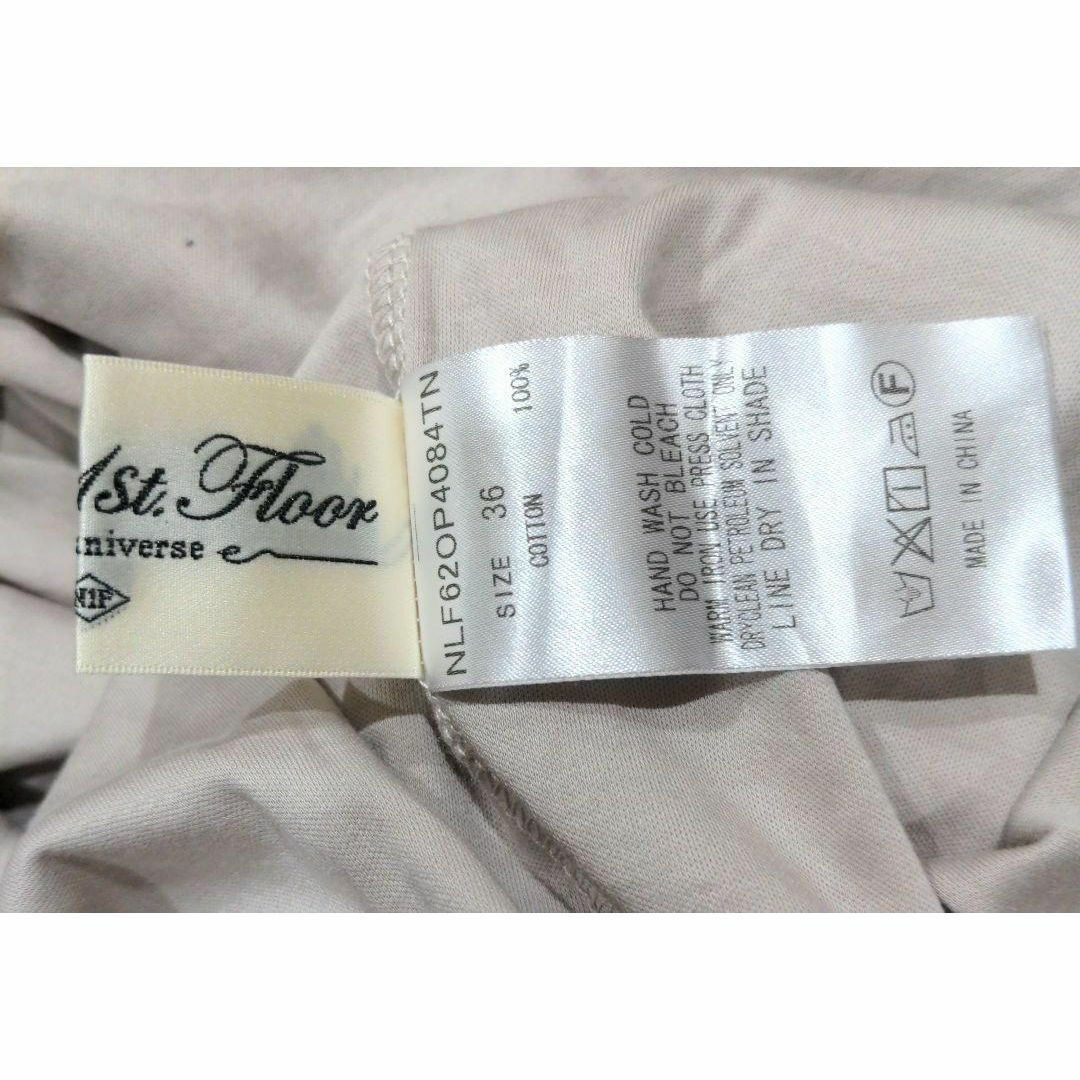 1st. Floor
universe
N1F
NLF62OP4084TN
SIZE 36
COTTON 100%
HAND WASH COLD
DO NOT BLEACH
WARM IRON USE PRESS CLOTH
DRYCLEAN PETROLEUM SOLVENT ONLY
LINE DRY IN SHADE
F
MADE IN CHINA